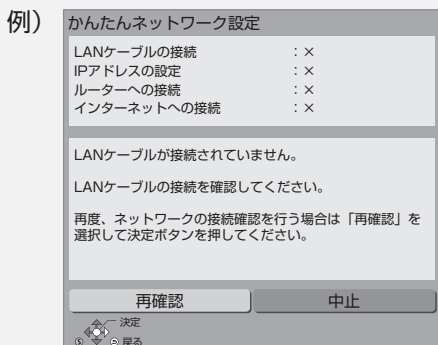 例）
かんたんネットワーク設定
LANケーブルの接続　：×
IPアドレスの設定　：×
ルーターへの接続　：×
インターネットへの接続　：×
LANケーブルが接続されていません。
LANケーブルの接続を確認してください。
再度、ネットワークの接続確認を行う場合は「再確認」を
選択して決定ボタンを押してください。
再確認　中止
決定
戻る